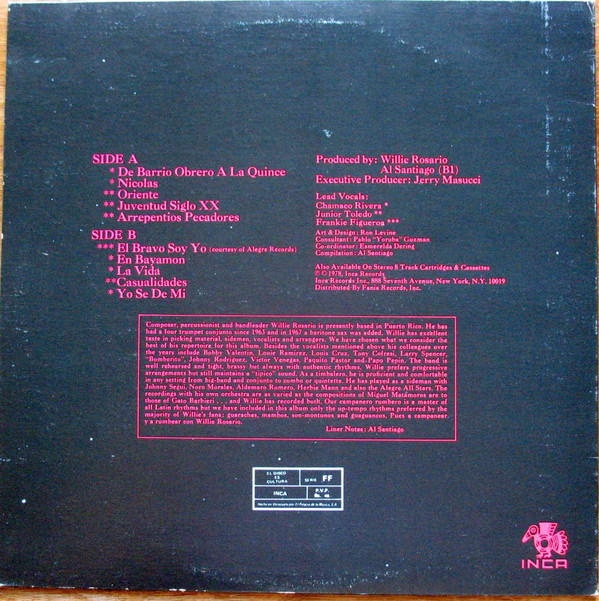 SIDE A
* De Barrio Obrero A La Quince
* Nicolas
** Oriente
** Juventud Siglo XX
** Arrepentios Pecadores
SIDE B
*** El Bravo Soy Yo (courtesy of Alegre Records)
* En Bayamon
* La Vida
**Casualidades
* Yo Se De Mi
Produced by: Willie Rosario
Al Santiago (B1)
Executive Producer: Jerry Masucci
Lead Vocals:
Chamaco Rivera *
Junior Toledo **
Frankie Figueroa ***
Art & Design: Ron Levine
Consultant: Pablo "Yoruba" Guzman
Co-ordinator: Esmerelda Dering
Compilation: Al Santiago
Also Available On Stereo 8 Track Cartridges & Cassettes
© ℗ 1978, Inca Records
Inca Records Inc., 888 Seventh Avenue, New York, N.Y. 10019
Distributed By Fania Records, Inc.
Composer, percussionist and bandleader Willie Rosario is presently based in Puerto Rico. He has
had a four trumpet conjunto since 1963 and in 1967 a baritone sax was added. Willie has excellent
taste in picking material, sidemen, vocalists and arrangers. We have chosen what we consider the
best of his repertoire for this album. Besides the vocalists mentioned above his colleagues over
the years include Bobby Valentin, Louie Ramirez, Louis Cruz, Tony Cofresi, Larry Spencer,
"Bomberito", Johnny Rodriguez, Victor Venegas, Paquito Pastor and Papo Pepin. The band is
well rehearsed and tight, brassy but always with authentic rhythms. Willie prefers progressive
arrangements but still maintains a "tipico" sound. As a timbalero, he is proficient and comfortable
in any setting from big-band and conjunto to combo or quintette. He has played as a sideman with
Johnny Segui, Noro Morales, Aldemaro Romero, Herbie Mann and also the Alegre All Stars. The
recordings with his own orchestra are as varied as the compositions of Miguel Matámoros are to
those of Gato Barbieri . . , and Willie has recorded both. Our campanero rumbero is a master of
all Latin rhythms but we have included in this album only the up-tempo rhythms preferred by the
majority of Willie's fans: guarachas, mambos, son-montunos and guaguancos. Pues a campanear
y a rumbear con Willie Rosario.
Liner Notes: Al Santiago
EL DISCO
ES
CULTURA
SERIE FF
INCA
P.V.P.
Bs.
Hecho en Venezuela por El Palacio de la Música, S.A.
INCA